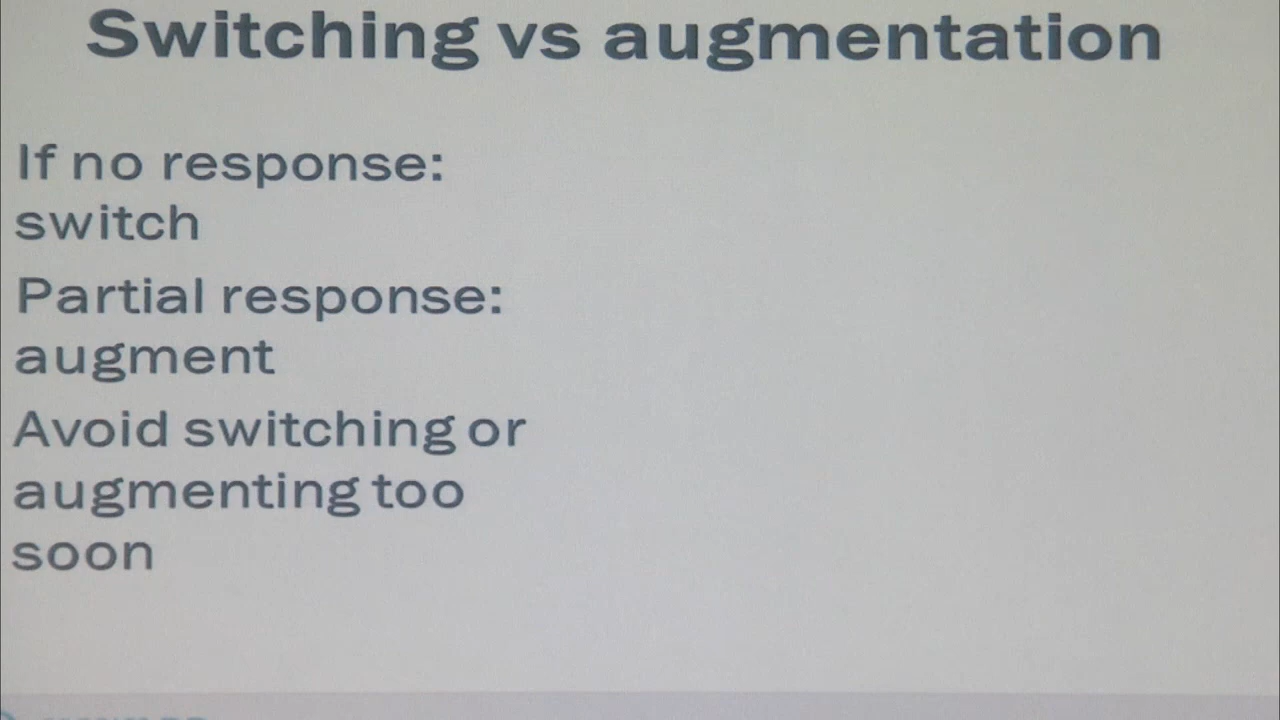 Switching vs augmentation
If no response:
switch
Partial response:
augment
Avoid switching or
augmenting too
soon